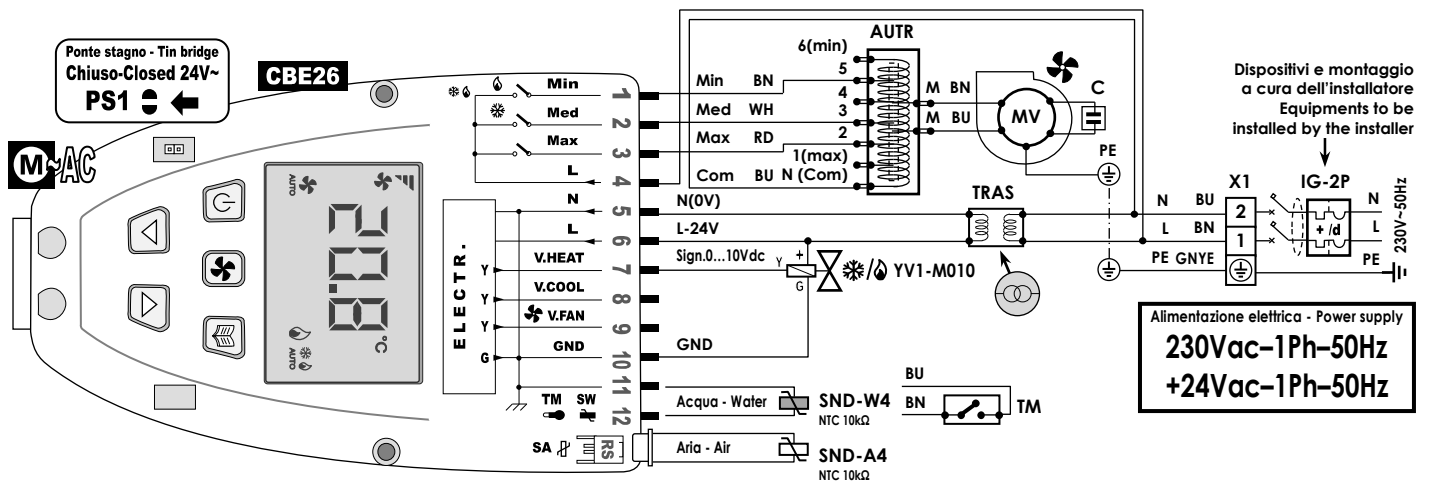 Ponte stagno - Tin bridge
Chiuso-Closed 24V~
PS1
CBE26
M~AC
AUTO
20.8
°C
AUTO
ELECTR.
Y
Y
Y
G
Min
Med
Max
L
N
L
V.HEAT
V.COOL
V.FAN
GND
TM SW
SA
RS
1
2
3
4
5
6
7
8
9
10
11
12
Min BN
Med WH
Max RD
Com BU N (Com)
N(0V)
L-24V
Sign.0...10Vdc
Y + G
GND
Acqua - Water
Aria - Air
AUTR
6(min)
5
4
3
2
1(max)
M BN
M BU
MV
C
PE
TRAS
YV1-M010
SND-W4
NTC 10kΩ
SND-A4
NTC 10kΩ
BU
BN
TM
Dispositivi e montaggio
a cura dell'installatore
Equipments to be
installed by the installer
X1 IG-2P
N BU 2 N
L BN 1 + /d L
PE GNYE PE
230V~50Hz
Alimentazione elettrica - Power supply
230Vac–1Ph–50Hz
+24Vac–1Ph–50Hz